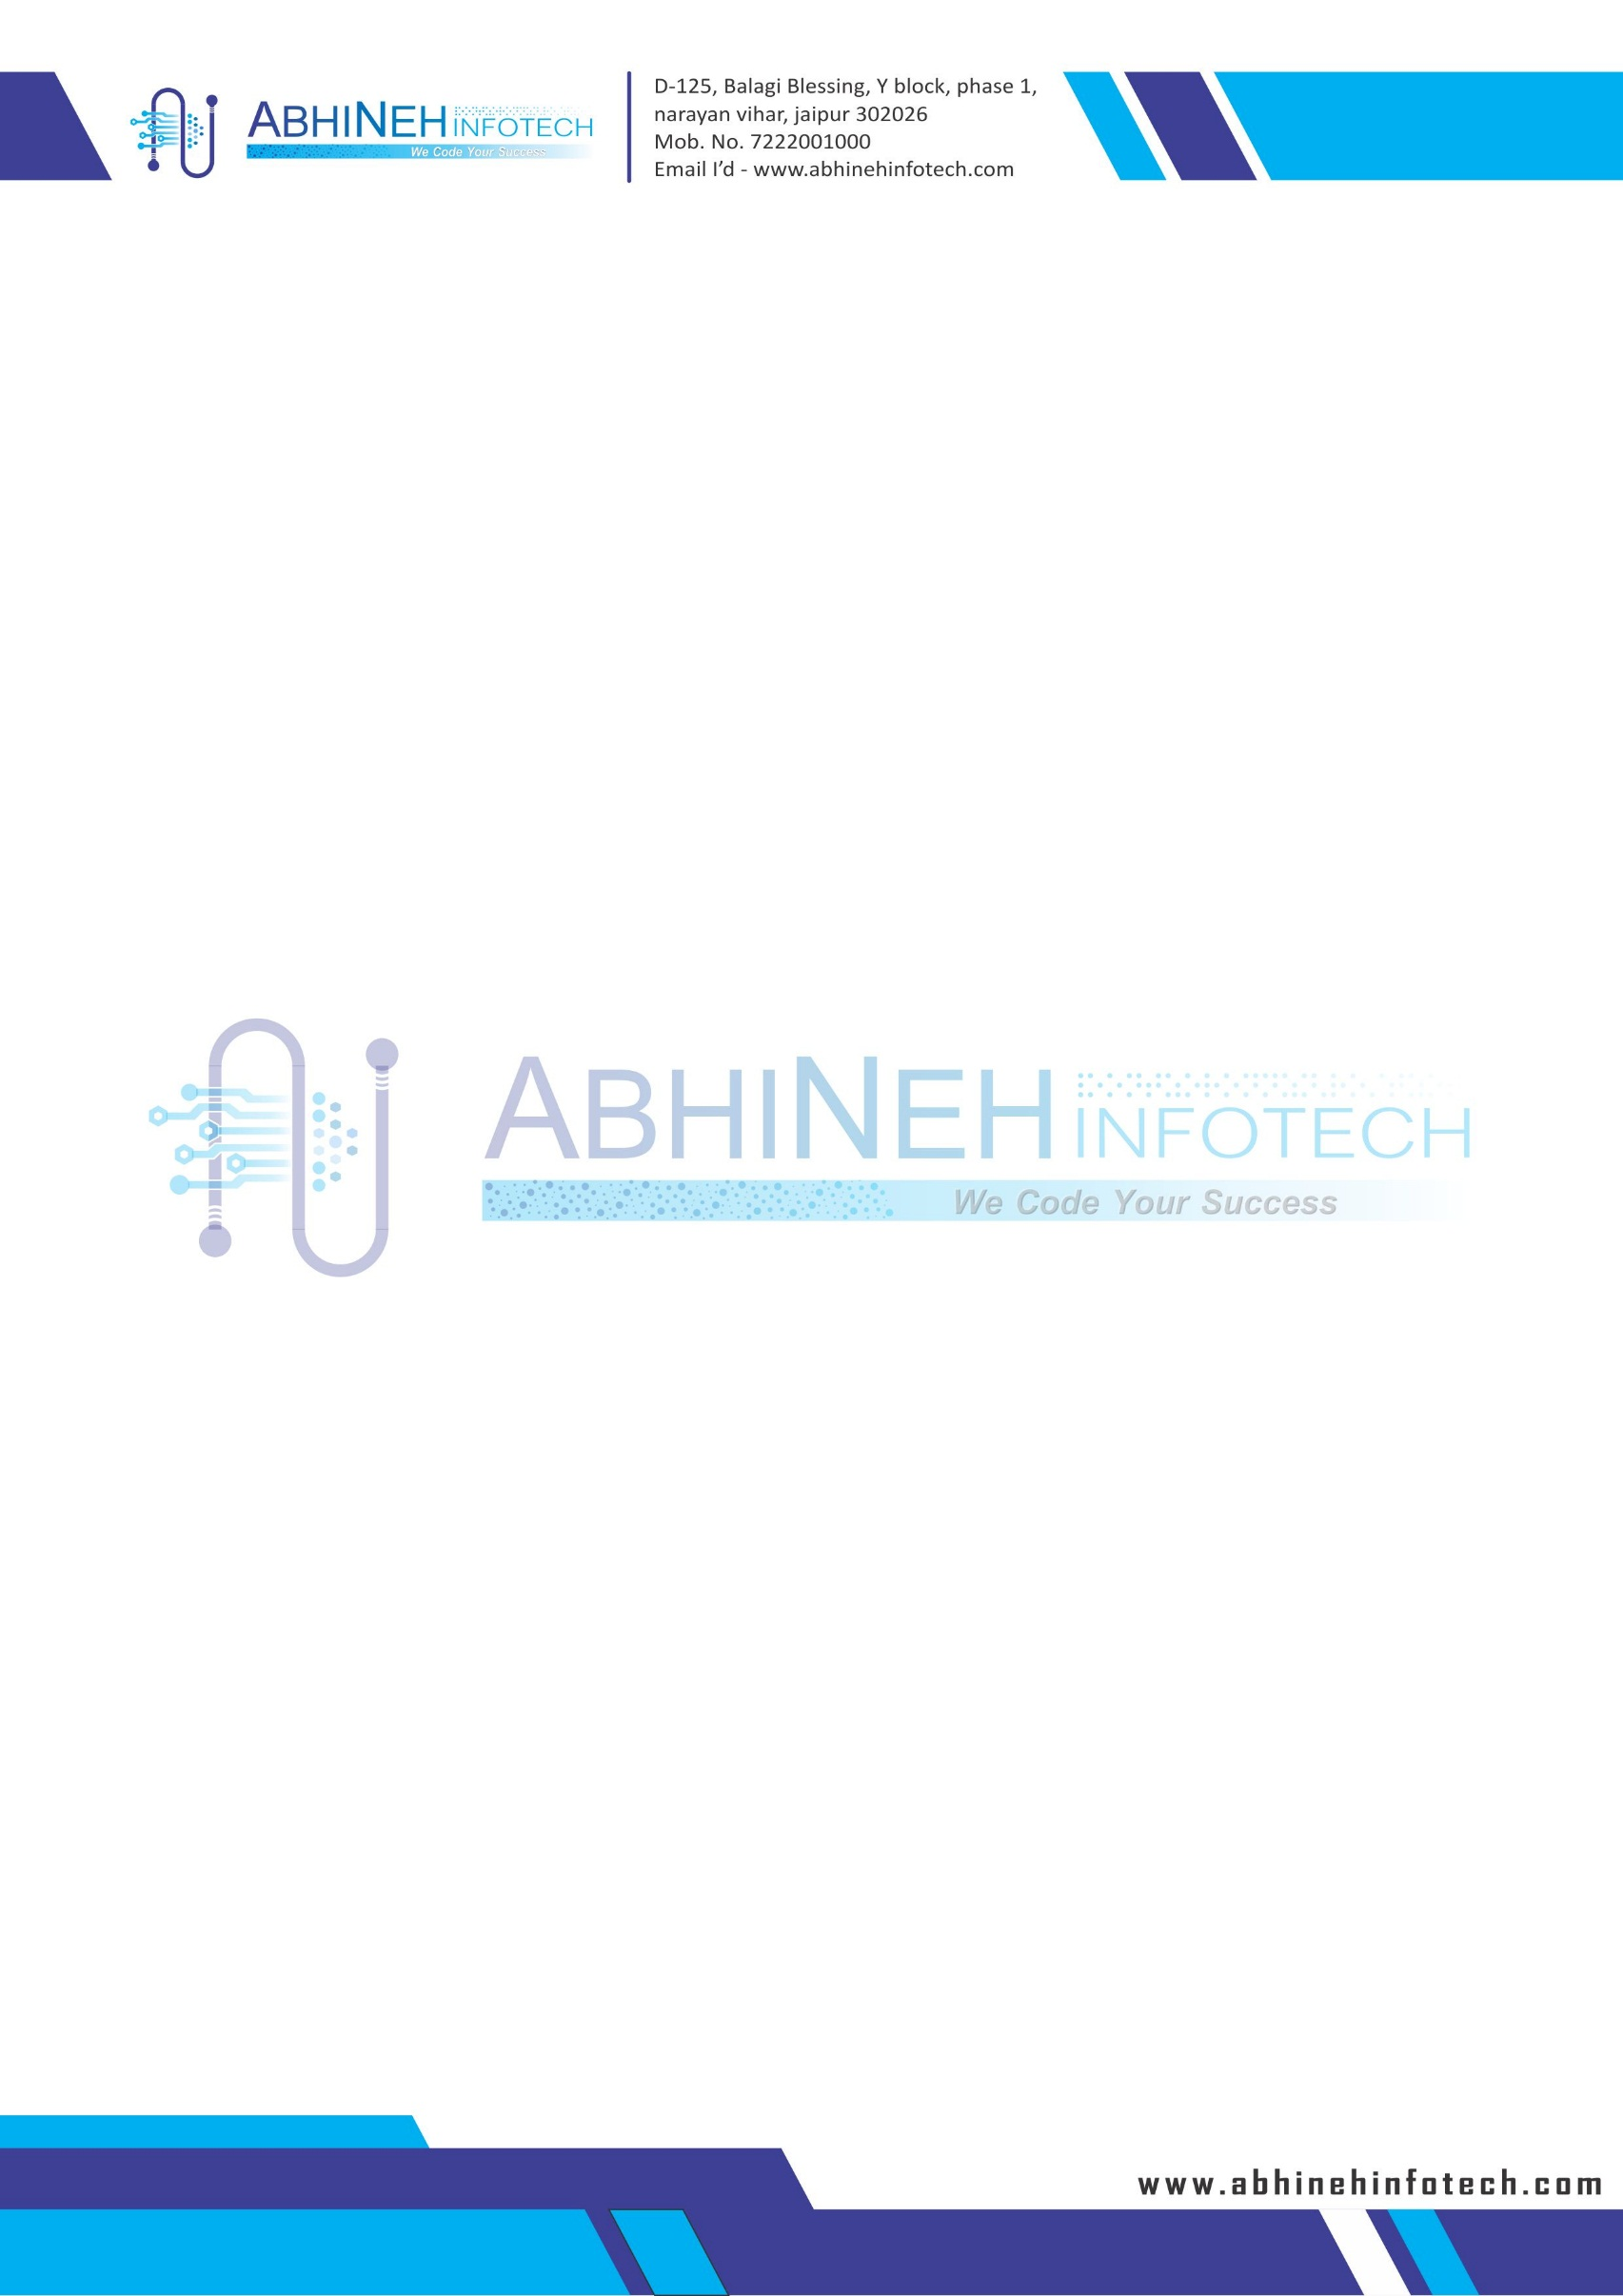 ABHINEH INFOTECH
We Code Your Success
D-125, Balagi Blessing, Y block, phase 1,
narayan vihar, jaipur 302026
Mob. No. 7222001000
Email I’d - www.abhinehinfotech.com
ABHINEH INFOTECH
We Code Your Success
www.abhinehinfotech.com